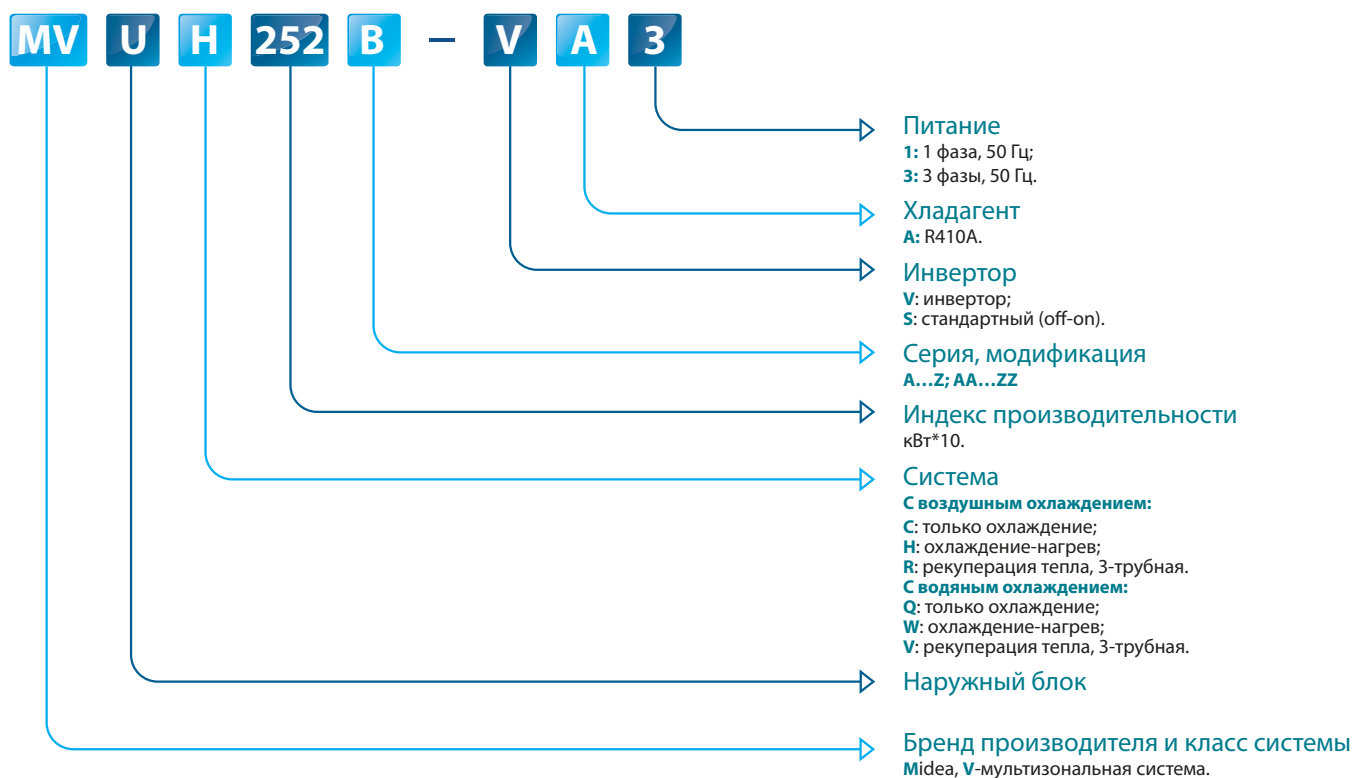 MV U H 252 B – V A 3
Питание
1: 1 фаза, 50 Гц;
3: 3 фазы, 50 Гц.
Хладагент
A: R410A.
Инвертор
V: инвертор;
S: стандартный (off-on).
Серия, модификация
A…Z; AA…ZZ
Индекс производительности
кВт*10.
Система
С воздушным охлаждением:
C: только охлаждение;
H: охлаждение-нагрев;
R: рекуперация тепла, 3-трубная.
С водяным охлаждением:
Q: только охлаждение;
W: охлаждение-нагрев;
V: рекуперация тепла, 3-трубная.
Наружный блок
Бренд производителя и класс системы
Midea, V-мультизональная система.